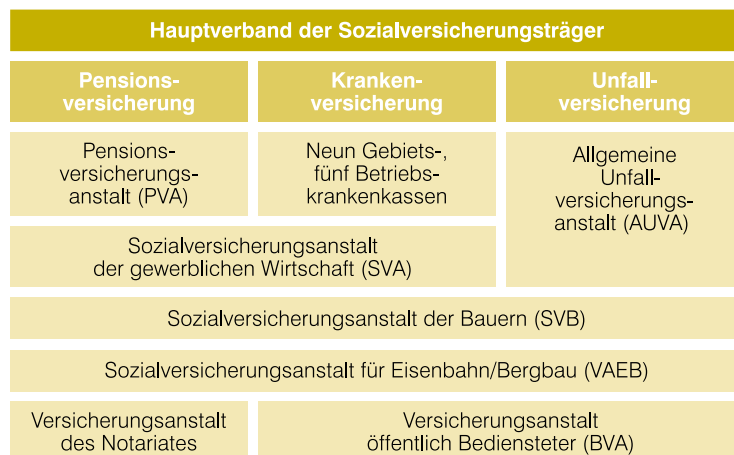 Hauptverband der Sozialversicherungsträger
Pensions-
versicherung
Kranken-
versicherung
Unfall-
versicherung
Pensions-
versicherungs-
anstalt (PVA)
Neun Gebiets-,
fünf Betriebs-
krankenkassen
Allgemeine
Unfall-
versicherungs-
anstalt (AUVA)
Sozialversicherungsanstalt
der gewerblichen Wirtschaft (SVA)
Sozialversicherungsanstalt der Bauern (SVB)
Sozialversicherungsanstalt für Eisenbahn/Bergbau (VAEB)
Versicherungsanstalt
des Notariates
Versicherungsanstalt
öffentlich Bediensteter (BVA)